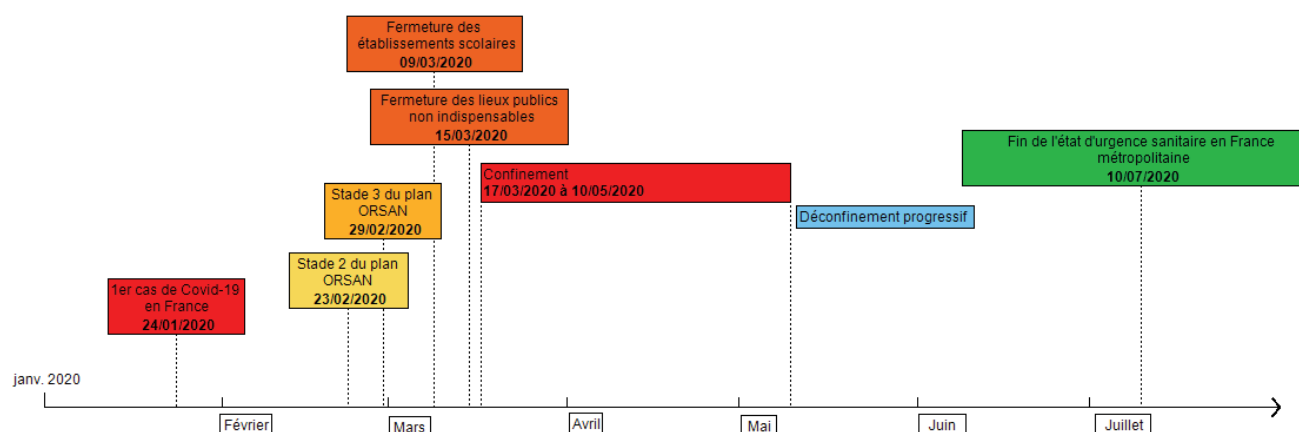 Fermeture des
établissements scolaires
09/03/2020
Fermeture des lieux publics
non indispensables
15/03/2020
Fin de l'état d'urgence sanitaire en France
métropolitaine
10/07/2020
Confinement
17/03/2020 à 10/05/2020
Stade 3 du plan
ORSAN
29/02/2020
Déconfinement progressif
Stade 2 du plan
ORSAN
23/02/2020
1er cas de Covid-19
en France
24/01/2020
janv. 2020
Février
Mars
Avril
Mai
Juin
Juillet